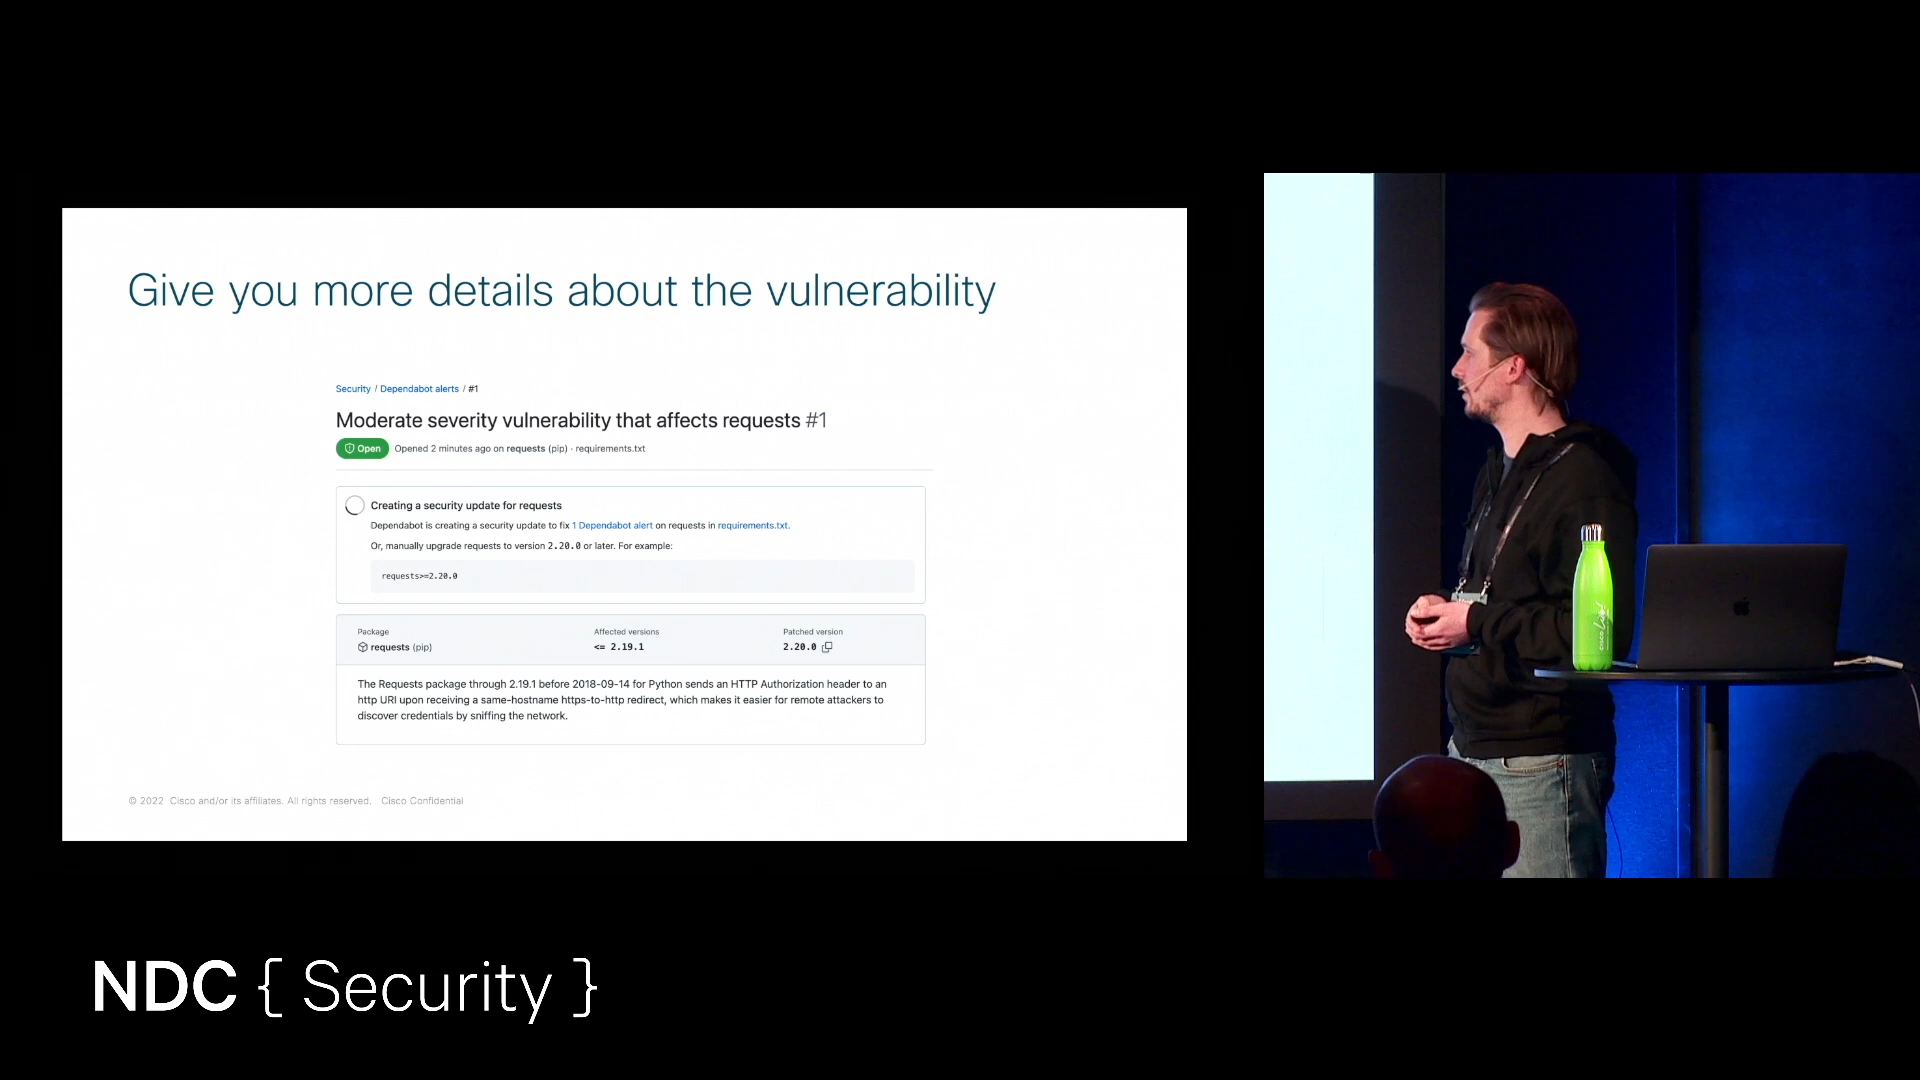 Give you more details about the vulnerability
Security / Dependabot alerts / #1
Moderate severity vulnerability that affects requests #1
Open Opened 2 minutes ago on requests (pip) · requirements.txt
Creating a security update for requests
Dependabot is creating a security update to fix 1 Dependabot alert on requests in requirements.txt.
Or, manually upgrade requests to version 2.20.0 or later. For example:
requests>=2.20.0
Package Affected versions Patched version
requests (pip) <= 2.19.1 2.20.0
The Requests package through 2.19.1 before 2018-09-14 for Python sends an HTTP Authorization header to an
http URI upon receiving a same-hostname https-to-http redirect, which makes it easier for remote attackers to
discover credentials by sniffing the network.
© 2022 Cisco and/or its affiliates. All rights reserved. Cisco Confidential
CISCO Live!
NDC { Security }